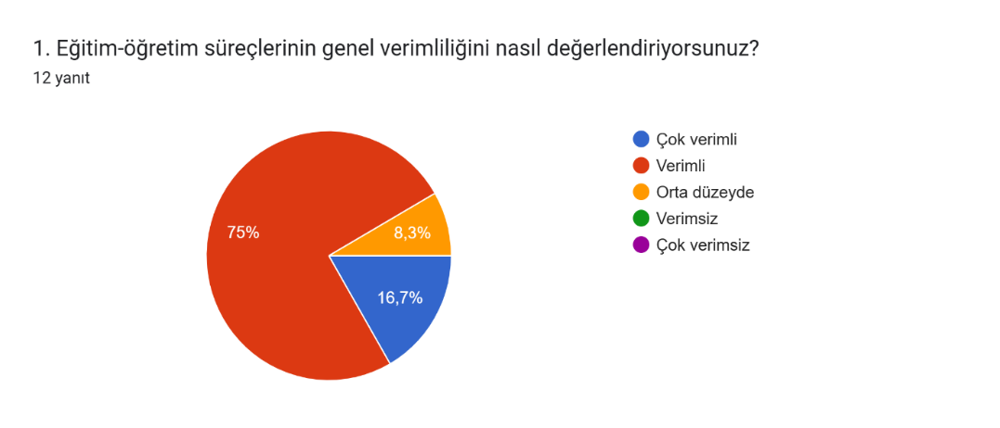 1. Eğitim-öğretim süreçlerinin genel verimliliğini nasıl değerlendiriyorsunuz?
12 yanıt
Çok verimli
Verimli
Orta düzeyde
Verimsiz
Çok verimsiz
75%
8,3%
16,7%